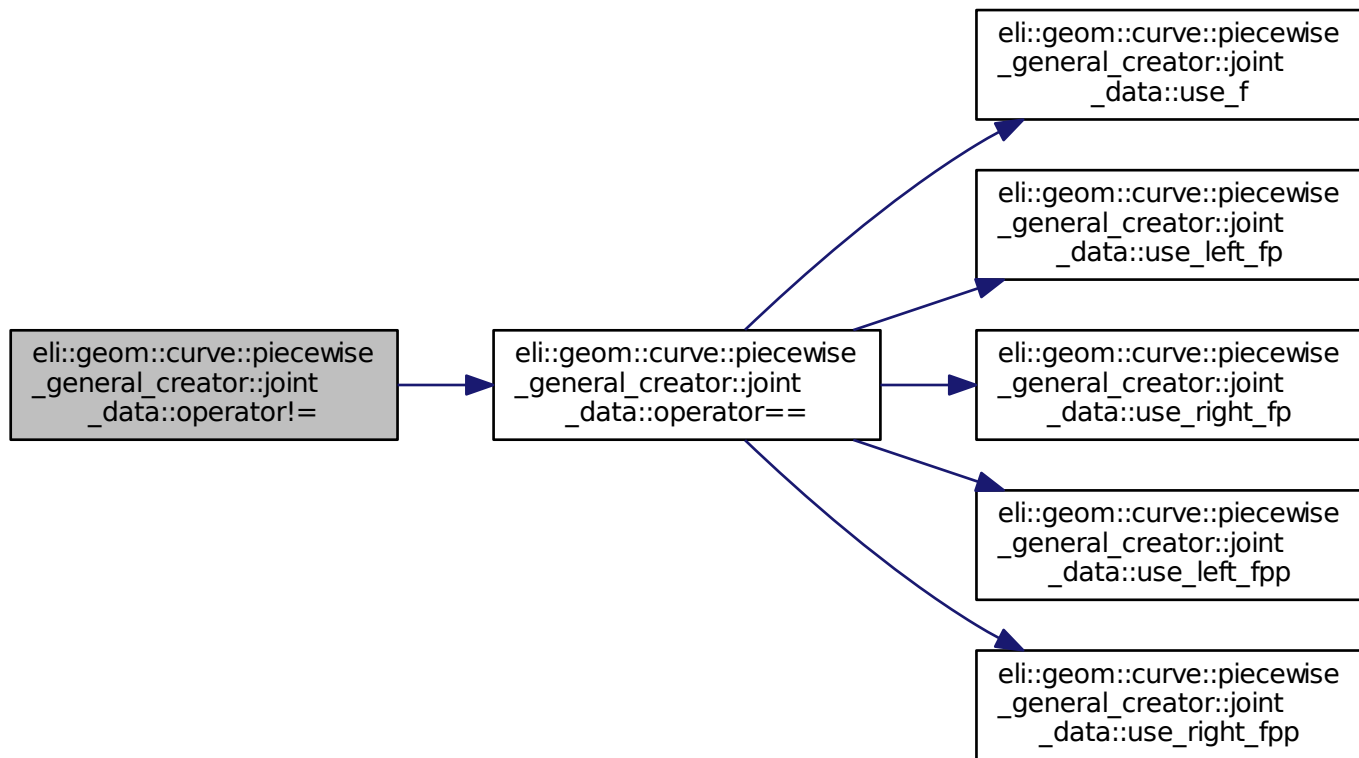 eli::geom::curve::piecewise
_general_creator::joint
_data::operator!=
eli::geom::curve::piecewise
_general_creator::joint
_data::operator==
eli::geom::curve::piecewise
_general_creator::joint
_data::use_f
eli::geom::curve::piecewise
_general_creator::joint
_data::use_left_fp
eli::geom::curve::piecewise
_general_creator::joint
_data::use_right_fp
eli::geom::curve::piecewise
_general_creator::joint
_data::use_left_fpp
eli::geom::curve::piecewise
_general_creator::joint
_data::use_right_fpp